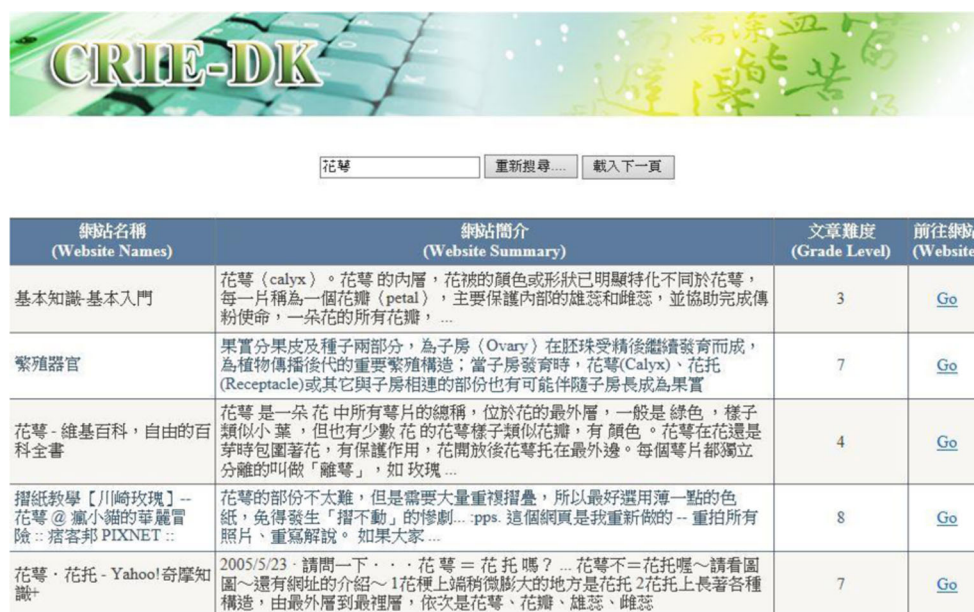 CRIE-DK
花萼
重新搜尋....
載入下一頁
網站名稱
(Website Names)
網站簡介
(Website Summary)
文章難度
(Grade Level)
前往網站
(Website
基本知識-基本入門
花萼（calyx）。花萼 的內層，花被的顏色或形狀已明顯特化不同於花萼，
每一片稱為一個花瓣（petal），主要保護內部的雄蕊和雌蕊，並協助完成傳
粉使命，一朵花的所有花瓣， ...
3
Go
繁殖器官
果實分果皮及種子兩部分，為子房（Ovary）在胚珠受精後繼續發育而成，
為植物傳播後代的重要繁殖構造；當子房發育時，花萼(Calyx)、花托
(Receptacle)或其它與子房相連的部份也有可能伴隨子房長成為果實
7
Go
花萼 - 維基百科，自由的百
科全書
花萼 是一朵 花 中所有萼片的總稱，位於花的最外層，一般是 綠色 ，樣子
類似小 葉 ，但也有少數 花 的花萼樣子類似花瓣，有 顏色 。花萼在花還是
芽時包圍著花，有保護作用，花開放後花萼托在最外邊。每個萼片都獨立
分離的叫做「離萼」，如 玫瑰 ...
4
Go
摺紙教學【川崎玫瑰】--
花萼 @ 瘋小貓的華麗冒
險 :: 痞客邦 PIXNET ::
花萼的部份不太難，但是需要大量重複摺疊，所以最好選用薄一點的色
紙，免得發生「摺不動」的慘劇... :pps. 這個網頁是我重新做的 -- 重拍所有
照片、重寫解說。 如果大家 ...
8
Go
花萼．花托 - Yahoo!奇摩知
識+
2005/5/23 · 請問一下．．．花 萼 = 花 托 嗎？ ... 花萼不=花托喔～請看圖
圖～還有網址的介紹～ 1花梗上端稍微膨大的地方是花托 2花托上長著各種
構造，由最外層到最裡層，依次是花萼、花瓣、雄蕊、雌蕊
7
Go